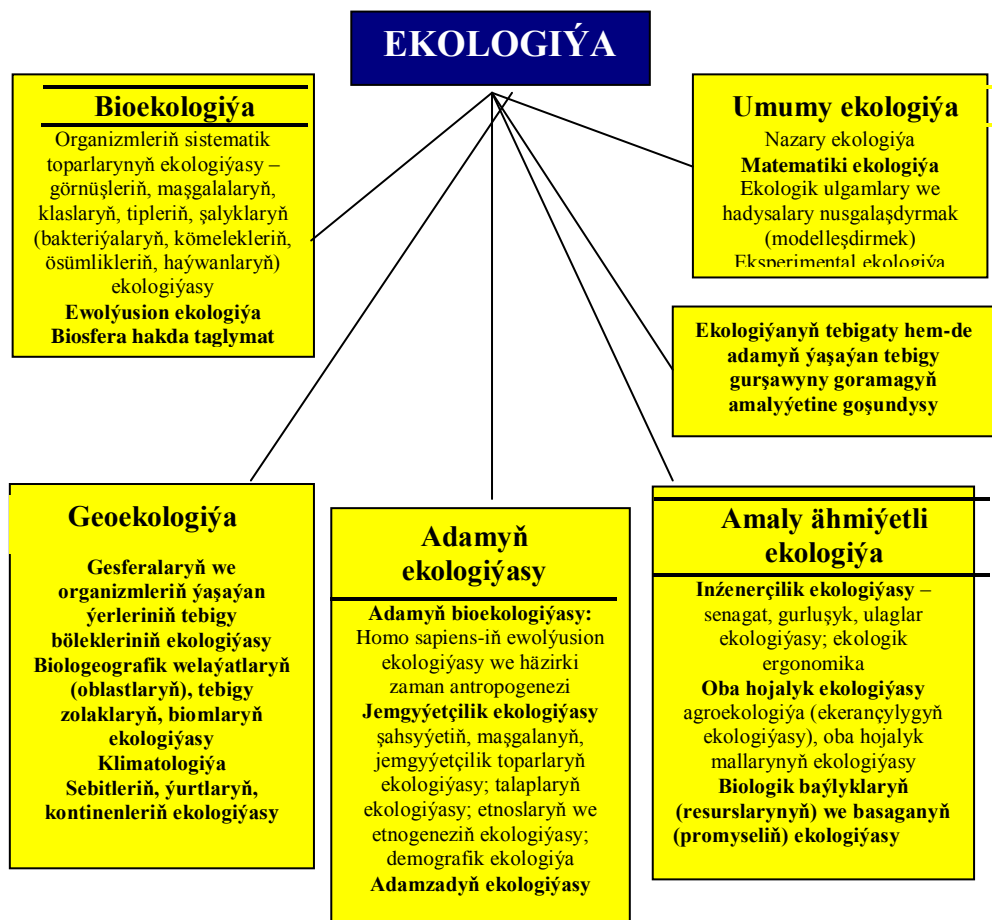 EKOLOGIÝA
Bioekologiýa
Organizmleriň sistematik
toparlarynyň ekologiýasy –
görnüşleriň, maşgalalaryň,
klaslaryň, tipleriň, şalyklaryň
(bakteriýalaryň, kömelekleriň,
ösümlikleriň, haýwanlaryň)
ekologiýasy
Ewolýusion ekologiýa
Biosfera hakda taglymat
Umumy ekologiýa
Nazary ekologiýa
Matematiki ekologiýa
Ekologik ulgamlary we
hadysalary nusgalaşdyrmak
(modelleşdirmek)
Eksperimental ekologiýa
Ekologiýanyň tebigaty hem-de
adamyň ýaşaýan tebigy
gurşawyny goramagyň
amalyýetine goşundysy
Geoekologiýa
Gesferalaryň we
organizmleriň ýaşaýan
ýerleriniň tebigy
bölekleriniň ekologiýasy
Biologeografik welaýatlaryň
(oblastlaryň), tebigy
zolaklaryň, biomlaryň
ekologiýasy
Klimatologiýa
Sebitleriň, ýurtlaryň,
kontinenleriň ekologiýasy
Adamyň
ekologiýasy
Adamyň bioekologiýasy:
Homo sapiens-iň ewolýusion
ekologiýasy we häzirki
zaman antropogenezi
Jemgyýetçilik ekologiýasy
şahsyýetiň, maşgalanyň,
jemgyýetçilik toparlaryň
ekologiýasy; talaplaryň
ekologiýasy; etnoslaryň we
etnogeneziň ekologiýasy;
demografik ekologiýa
Adamzadyň ekologiýasy
Amaly ähmiýetli
ekologiýa
Inźenerçilik ekologiýasy –
senagat, gurluşyk, ulaglar
ekologiýasy; ekologik
ergonomika
Oba hojalyk ekologiýasy
agroekologiýa (ekerançylygyň
ekologiýasy), oba hojalyk
mallarynyň ekologiýasy
Biologik baýlyklaryň
(resurslarynyň) we basaganyň
(promyseliň) ekologiýasy